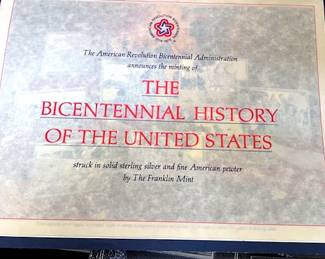 The American Revolution Bicentennial Administration
announces the minting of
THE
BICENTENNIAL HISTORY
OF THE UNITED STATES
struck in solid sterling silver and fine American pewter
by The Franklin Mint